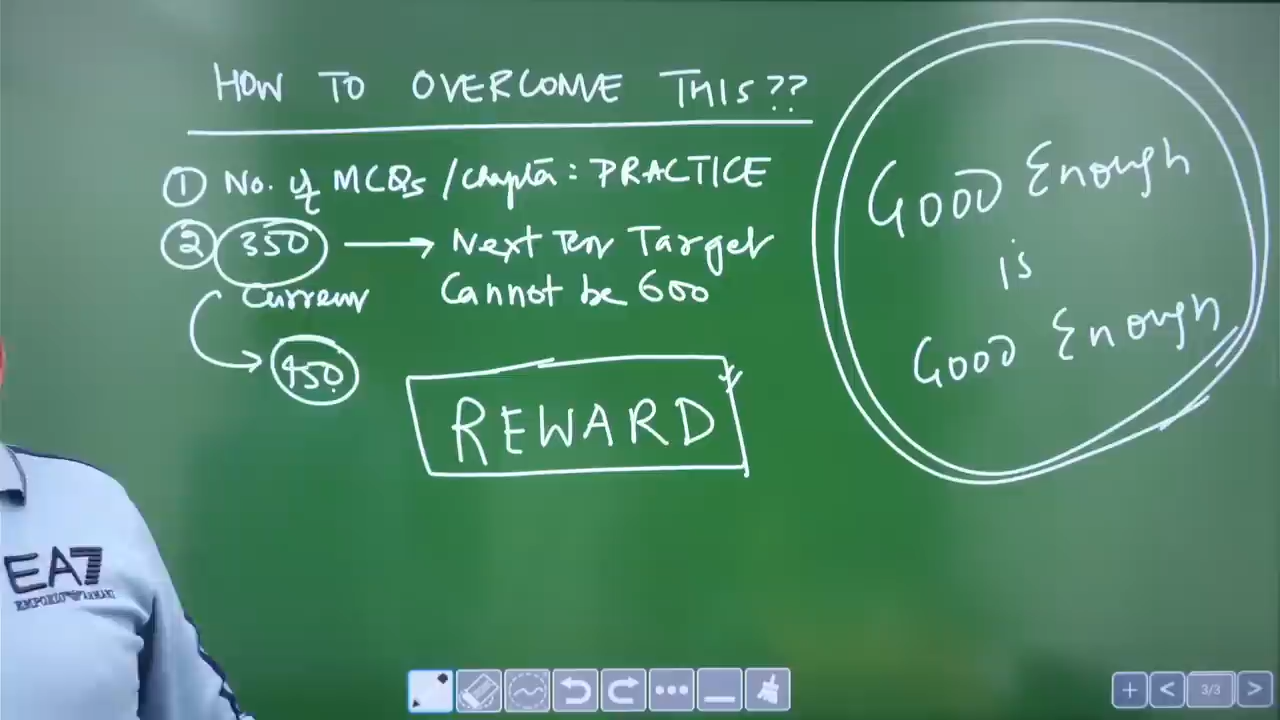 HOW TO OVERCOME THIS??
① No. of MCQs / chapter : PRACTICE
② 350 → Next Ten Target
Current Cannot be 600
450
REWARD
GOOD Enough
is
GOOD Enough
EA7
EMPORIO ARMANI
3/3